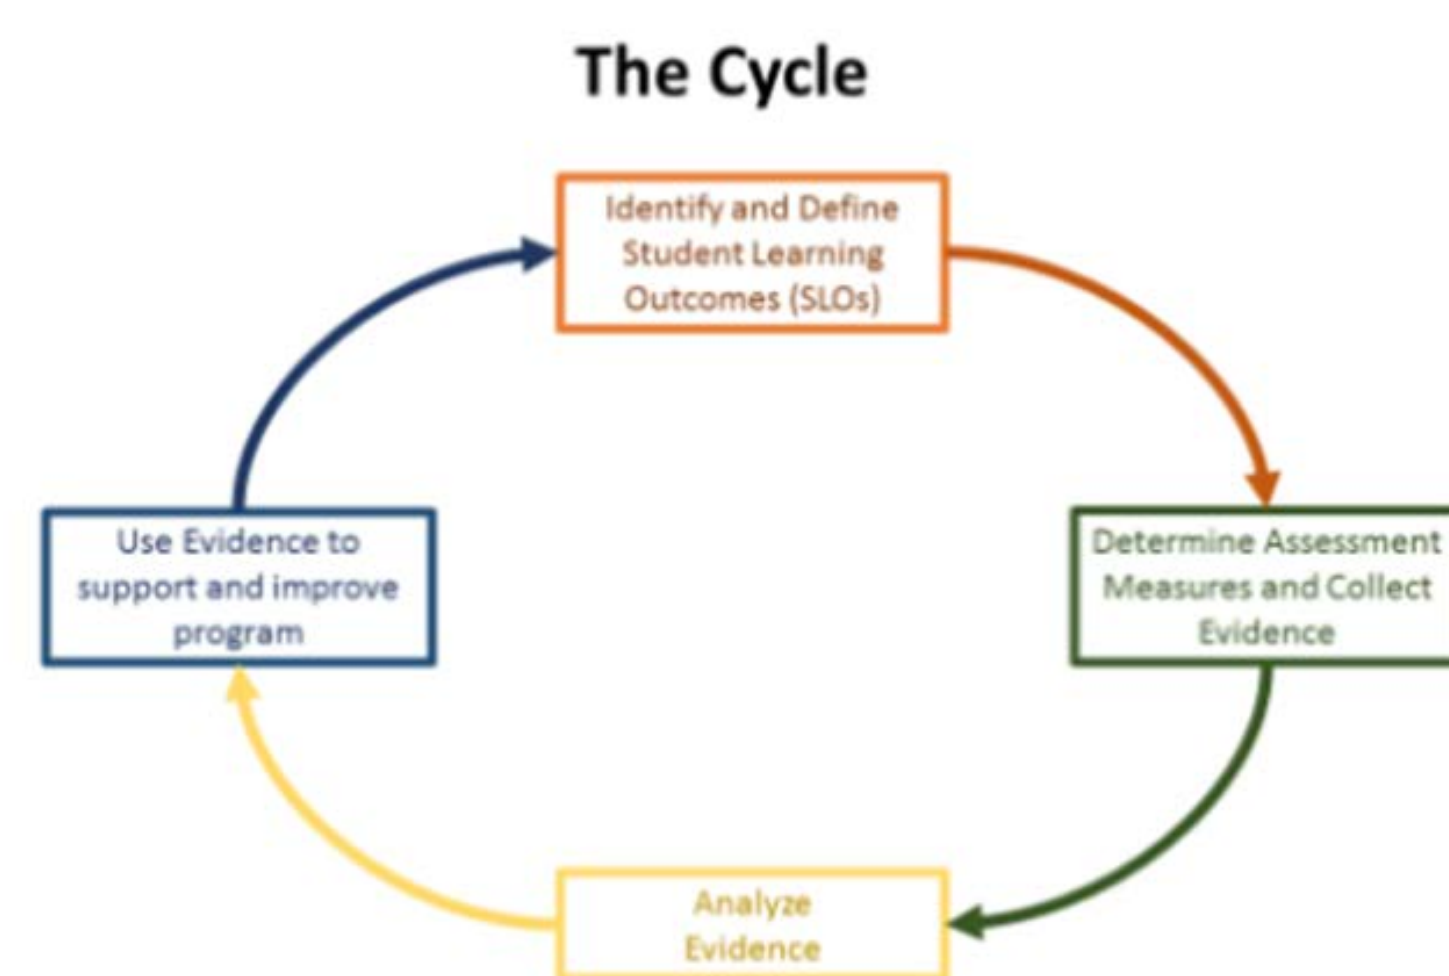 The Cycle
Identify and Define
Student Learning
Outcomes (SLOs)
Determine Assessment
Measures and Collect
Evidence
Analyze
Evidence
Use Evidence to
support and improve
program